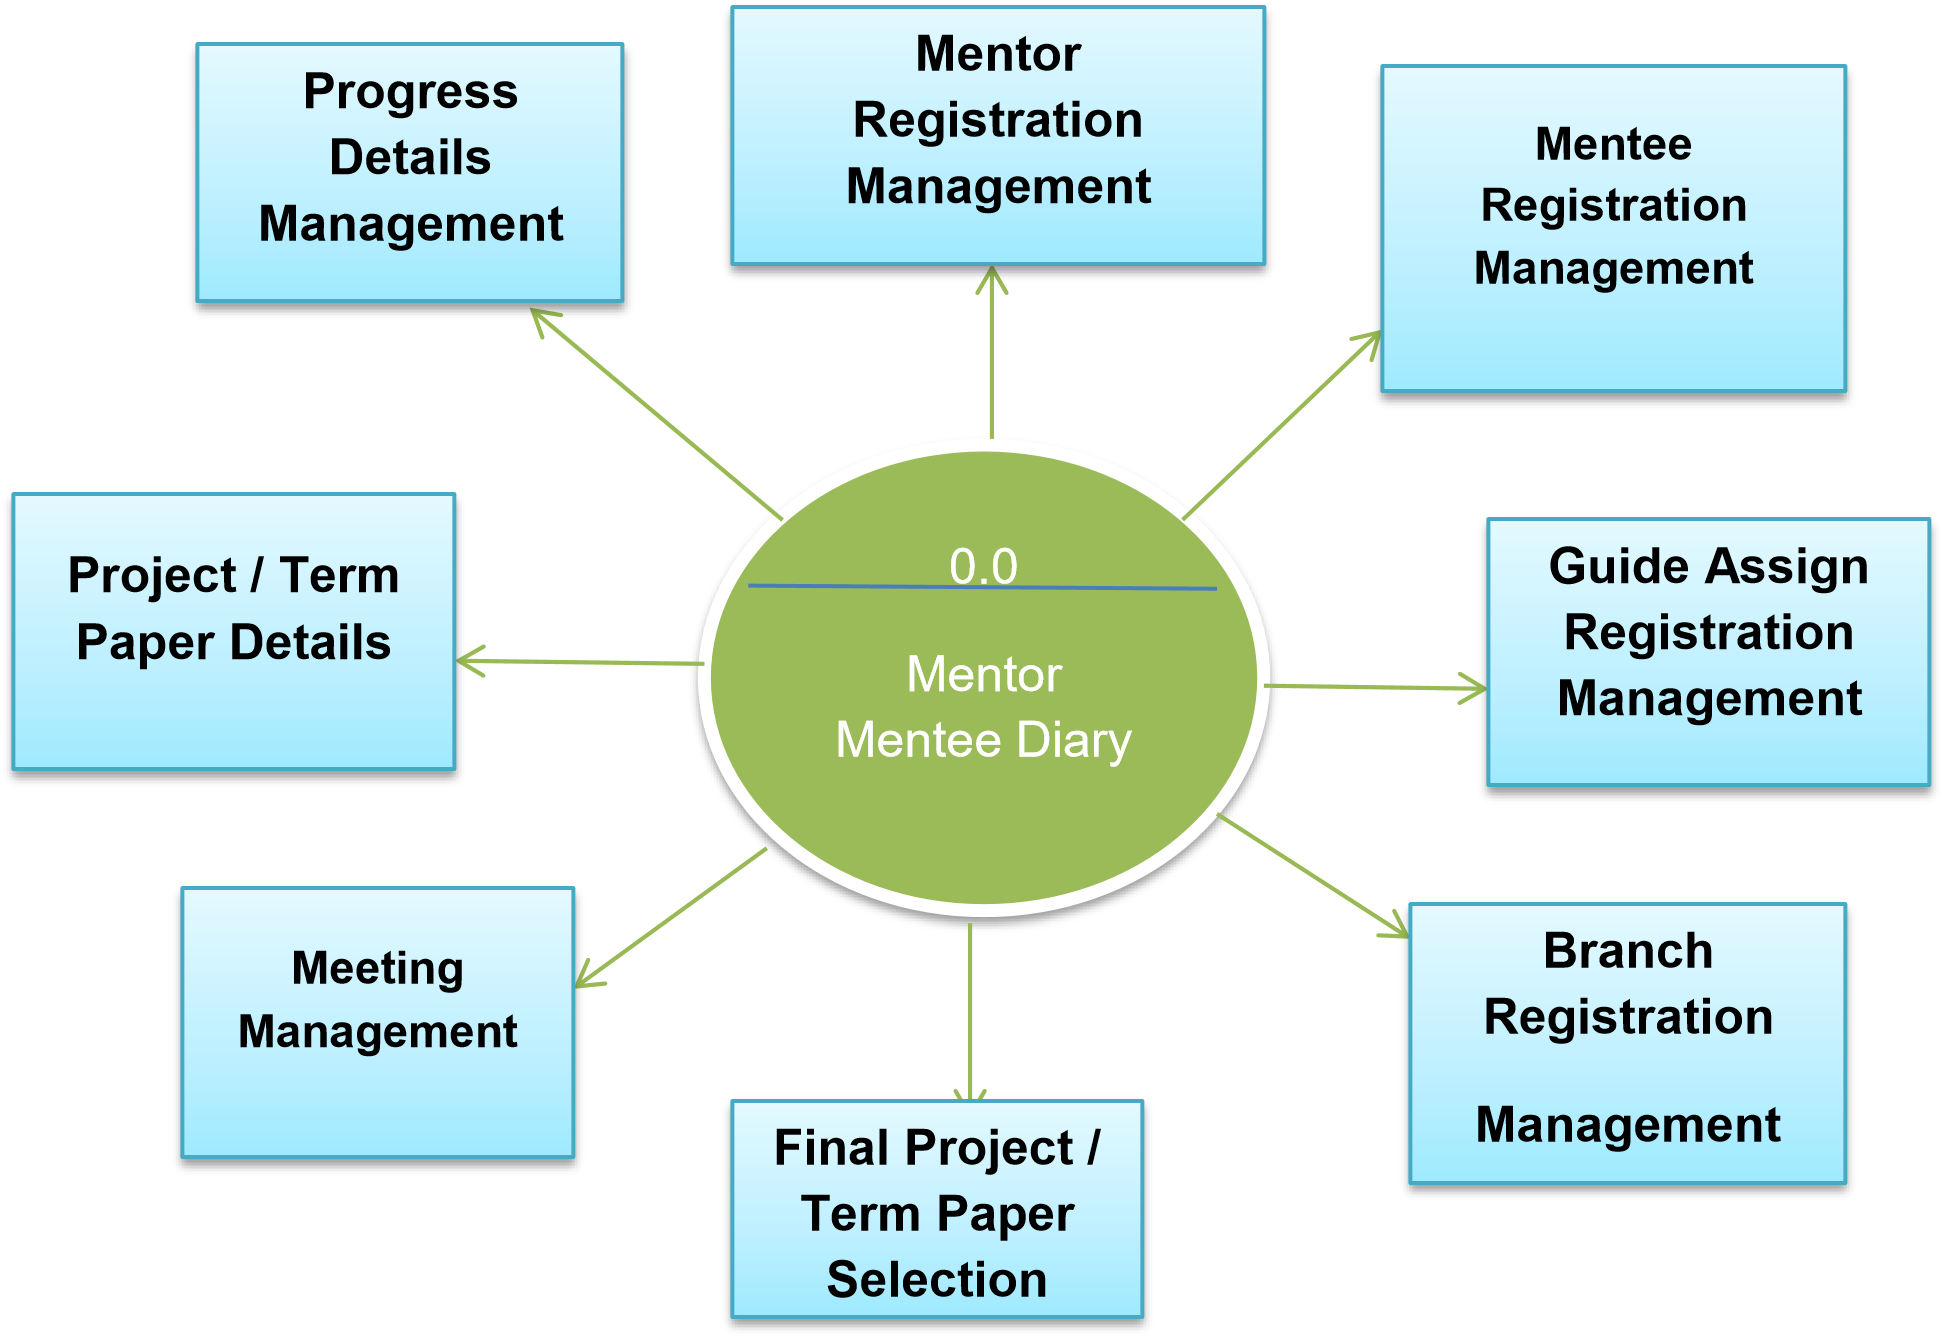 Progress
Details
Management
Mentor
Registration
Management
Mentee
Registration
Management
Project / Term
Paper Details
0.0
Mentor
Mentee Diary
Guide Assign
Registration
Management
Meeting
Management
Final Project /
Term Paper
Selection
Branch
Registration
Management